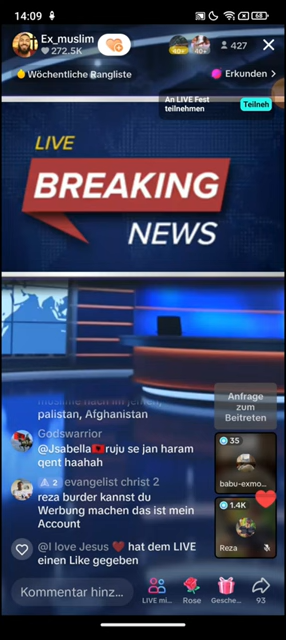 14:09
68
Ex_muslim
272.5K
40+
40+
427
Wöchentliche Rangliste
Erkunden
An LIVE Fest
teilnehmen
Teilneh
LIVE
BREAKING
NEWS
palistan, Afghanistan
Anfrage
zum
Beitreten
Godswarrior
@Jsabella🇦🇱ruju se jan haram
qent haahah
35
babu-exmo...
2 evangelist christ 2
reza burder kannst du
Werbung machen das ist mein
Account
1.4K
Reza
@I love Jesus ❤️ hat dem LIVE
einen Like gegeben
Kommentar hinz...
LIVE mi...
Rose
Gesche...
93